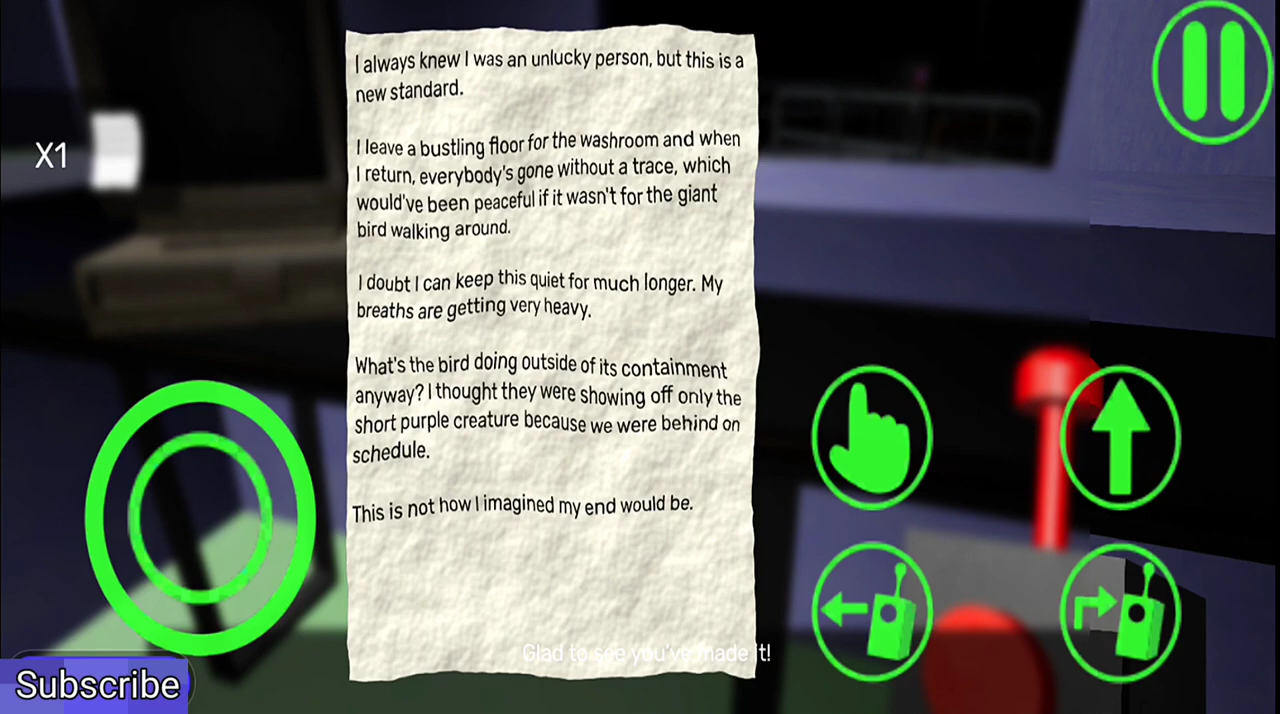 I always knew I was an unlucky person, but this is a
new standard.
I leave a bustling floor for the washroom and when
I return, everybody's gone without a trace, which
would've been peaceful if it wasn't for the giant
bird walking around.
I doubt I can keep this quiet for much longer. My
breaths are getting very heavy.
What's the bird doing outside of its containment
anyway? I thought they were showing off only the
short purple creature because we were behind on
schedule.
This is not how I imagined my end would be.
X1
Glad to see you've made it!
Subscribe